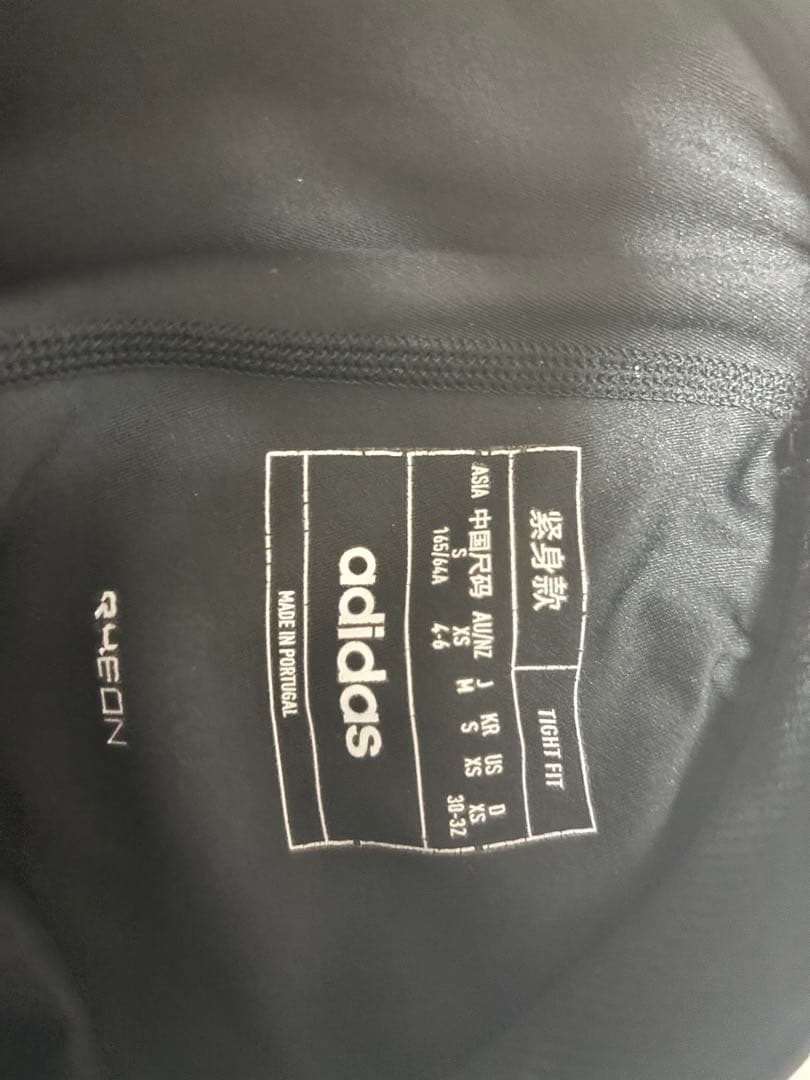 紧身款 TIGHT FIT
ASIA 中国尺码 AU/NZ J KR US D
S XS M S XS XS
165/64A 4-6 30-32
adidas
MADE IN PORTUGAL
RHEON